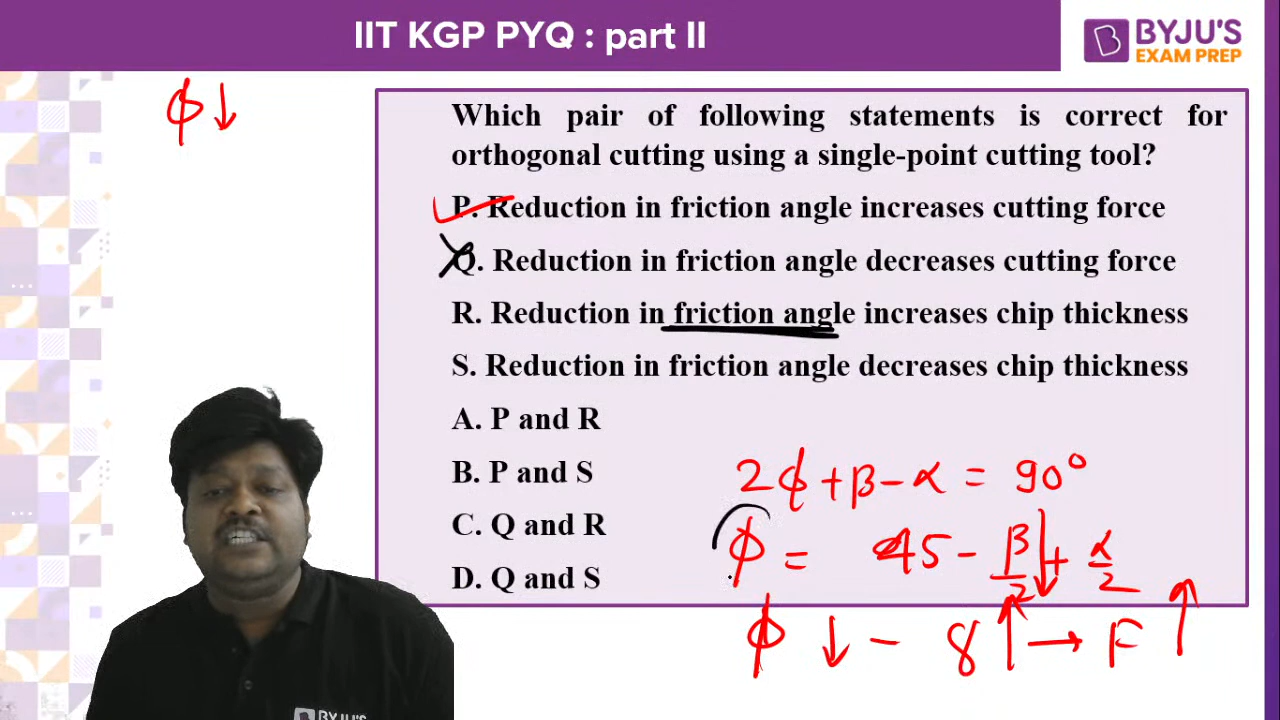 IIT KGP PYQ : part II
BYJU'S
EXAM PREP
ϕ↓
Which pair of following statements is correct for
orthogonal cutting using a single-point cutting tool?
P. Reduction in friction angle increases cutting force
Q. Reduction in friction angle decreases cutting force
R. Reduction in friction angle increases chip thickness
S. Reduction in friction angle decreases chip thickness
A. P and R
B. P and S
C. Q and R
D. Q and S
2ϕ + β - α = 90°
ϕ = 45 - β/2 ↓ + α/2
ϕ ↓ - 8 ↑ → F ↑
BYJU'S